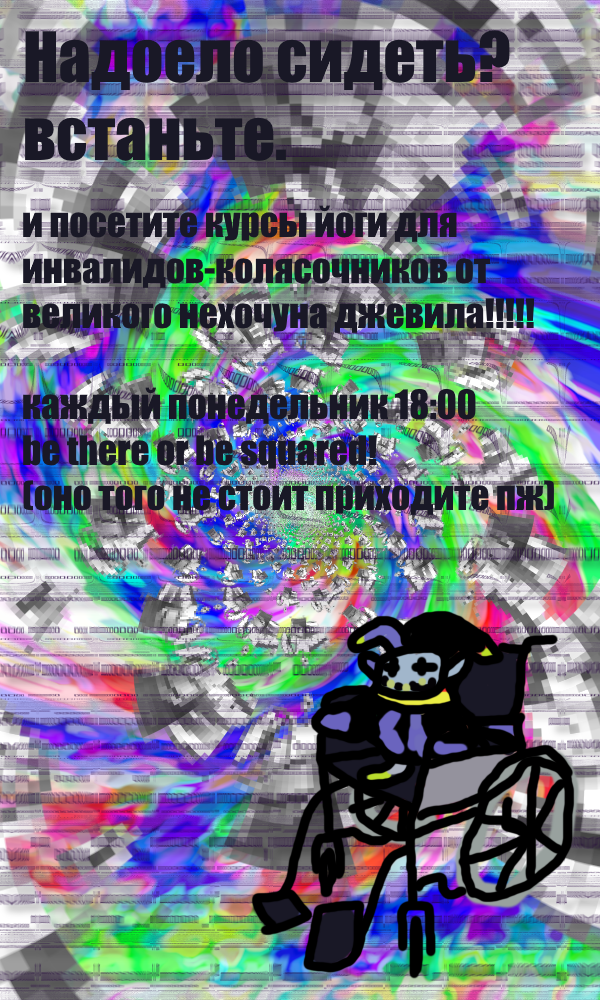 Надоело сидеть?
встаньте.
и посетите курсы йоги для
инвалидов-колясочников от
великого нехочуна джевила!!!!!
каждый понедельник 18:00
be there or be squared!
(оно того не стоит приходите пж)